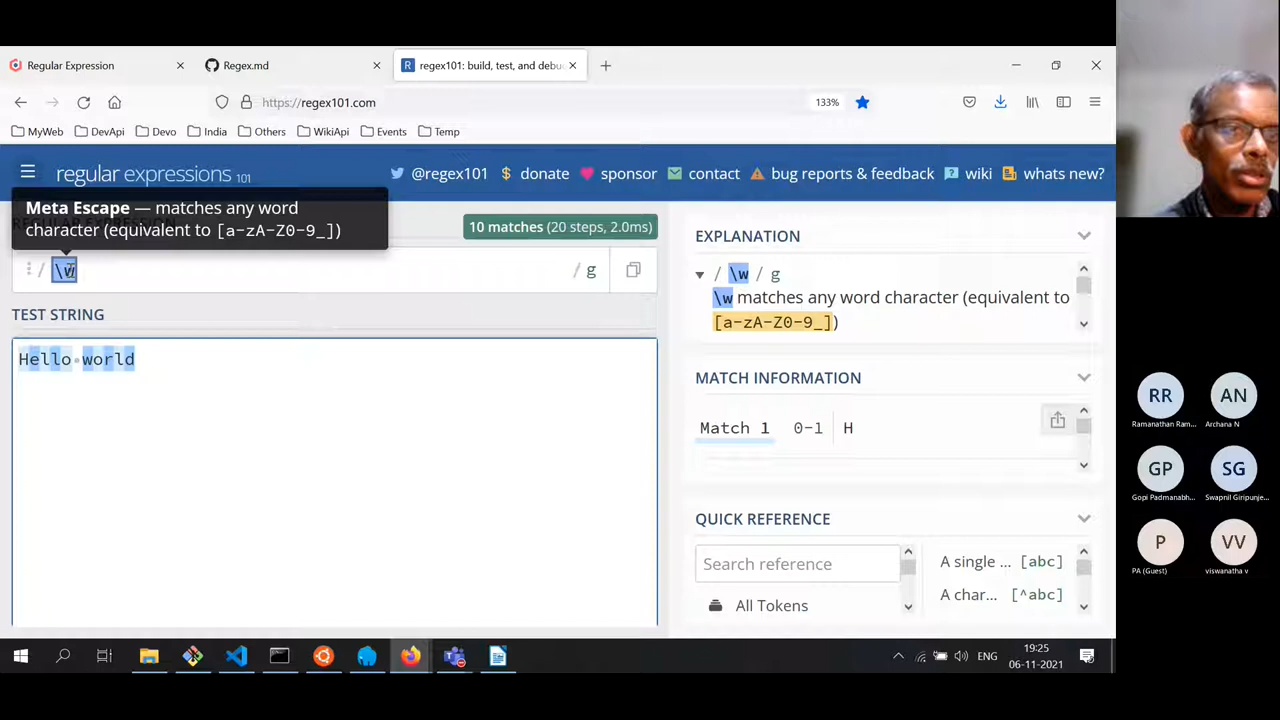 Regular Expression
Regex.md
regex101: build, test, and debu
https://regex101.com
133%
MyWeb
DevApi
Devo
India
Others
WikiApi
Events
Temp
regular expressions 101
@regex101
$ donate
sponsor
contact
bug reports & feedback
wiki
whats new?
Meta Escape — matches any word
character (equivalent to [a-zA-Z0-9_])
10 matches (20 steps, 2.0ms)
/ \w / g
TEST STRING
Hello·world
EXPLANATION
/ \w / g
\w matches any word character (equivalent to
[a-zA-Z0-9_])
MATCH INFORMATION
Match 1 0-1 H
QUICK REFERENCE
Search reference
All Tokens
A single ... [abc]
A char... [^abc]
RR
Ramanathan Ram...
AN
Archana N
GP
Gopi Padmanabh...
SG
Swapnil Giripunje...
P
PA (Guest)
VV
viswanatha v
ENG
19:25
06-11-2021